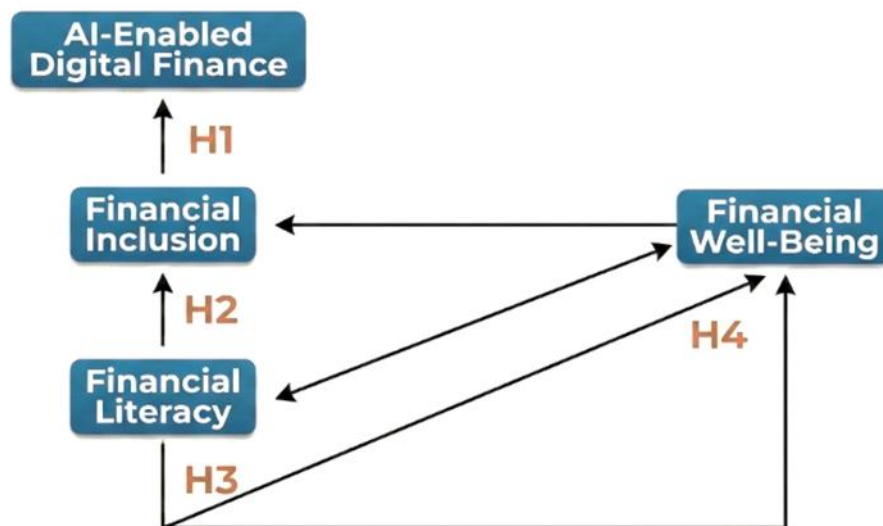 AI-Enabled
Digital Finance
H1
Financial
Inclusion
Financial
Well-Being
H2
H4
Financial
Literacy
H3